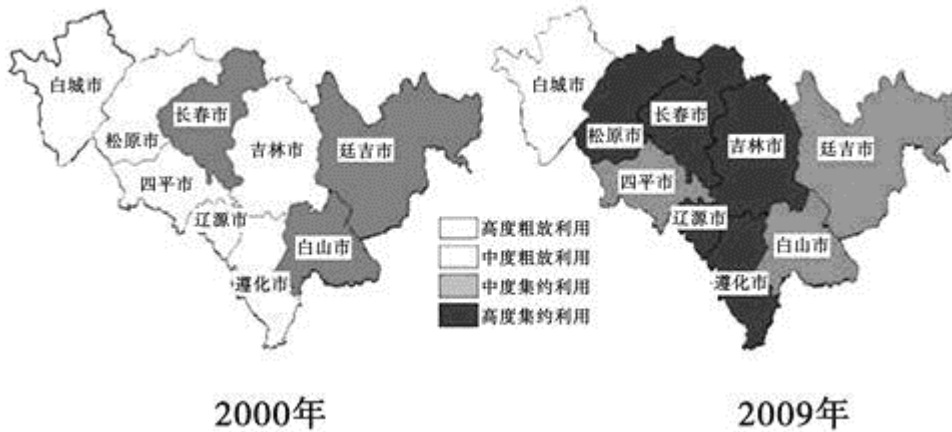 白城市
松原市
长春市
吉林市
廷吉市
四平市
辽源市
白山市
遵化市
高度粗放利用
中度粗放利用
中度集约利用
高度集约利用
白城市
松原市
长春市
吉林市
廷吉市
四平市
辽源市
白山市
遵化市
2000年
2009年